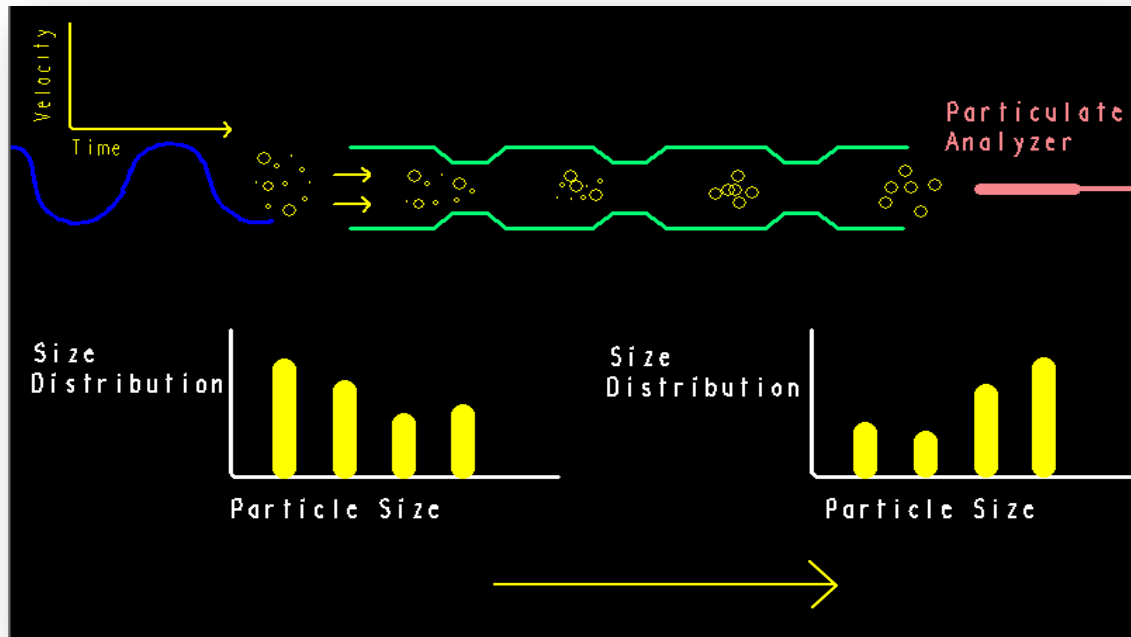 Velocity
Time
Particulate
Analyzer
Size
Distribution
Particle Size
Size
Distribution
Particle Size